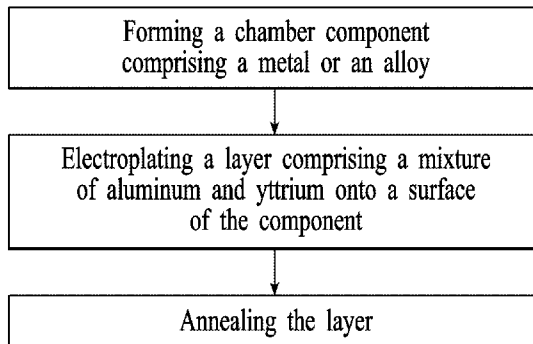 Forming a chamber component
comprising a metal or an alloy
Electroplating a layer comprising a mixture
of aluminum and yttrium onto a surface
of the component
Annealing the layer